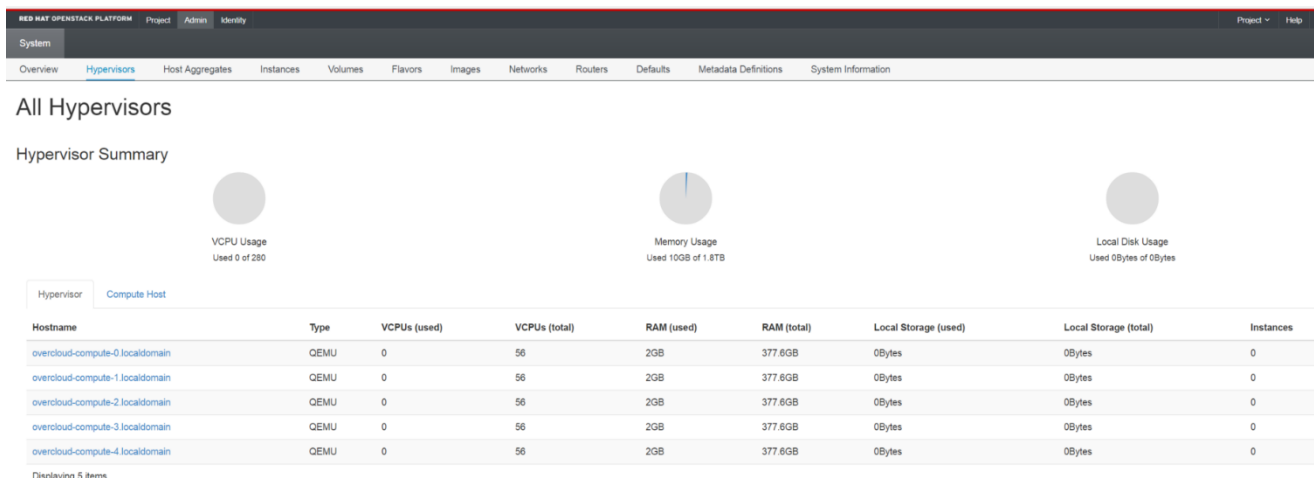 RED HAT OPENSTACK PLATFORM Project Admin Identity Project Help
System
Overview Hypervisors Host Aggregates Instances Volumes Flavors Images Networks Routers Defaults Metadata Definitions System Information
All Hypervisors
Hypervisor Summary
VCPU Usage Memory Usage Local Disk Usage
Used 0 of 280 Used 10GB of 1.8TB Used 0Bytes of 0Bytes
Hypervisor Compute Host
Hostname Type VCPUs (used) VCPUs (total) RAM (used) RAM (total) Local Storage (used) Local Storage (total) Instances
overcloud-compute-0.localdomain QEMU 0 56 2GB 377.6GB 0Bytes 0Bytes 0
overcloud-compute-1.localdomain QEMU 0 56 2GB 377.6GB 0Bytes 0Bytes 0
overcloud-compute-2.localdomain QEMU 0 56 2GB 377.6GB 0Bytes 0Bytes 0
overcloud-compute-3.localdomain QEMU 0 56 2GB 377.6GB 0Bytes 0Bytes 0
overcloud-compute-4.localdomain QEMU 0 56 2GB 377.6GB 0Bytes 0Bytes 0
Displaying 5 items